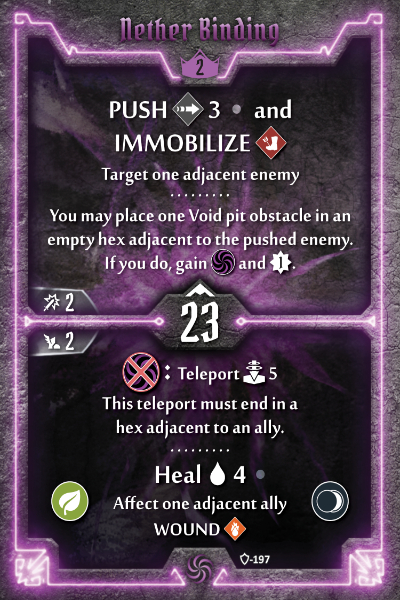 Nether Binding
2
PUSH 3 and
IMMOBILIZE
Target one adjacent enemy
You may place one Void pit obstacle in an
empty hex adjacent to the pushed enemy.
If you do, gain and 1.
2
23
2
: Teleport 5
This teleport must end in a
hex adjacent to an ally.
Heal 4
Affect one adjacent ally
WOUND
-197